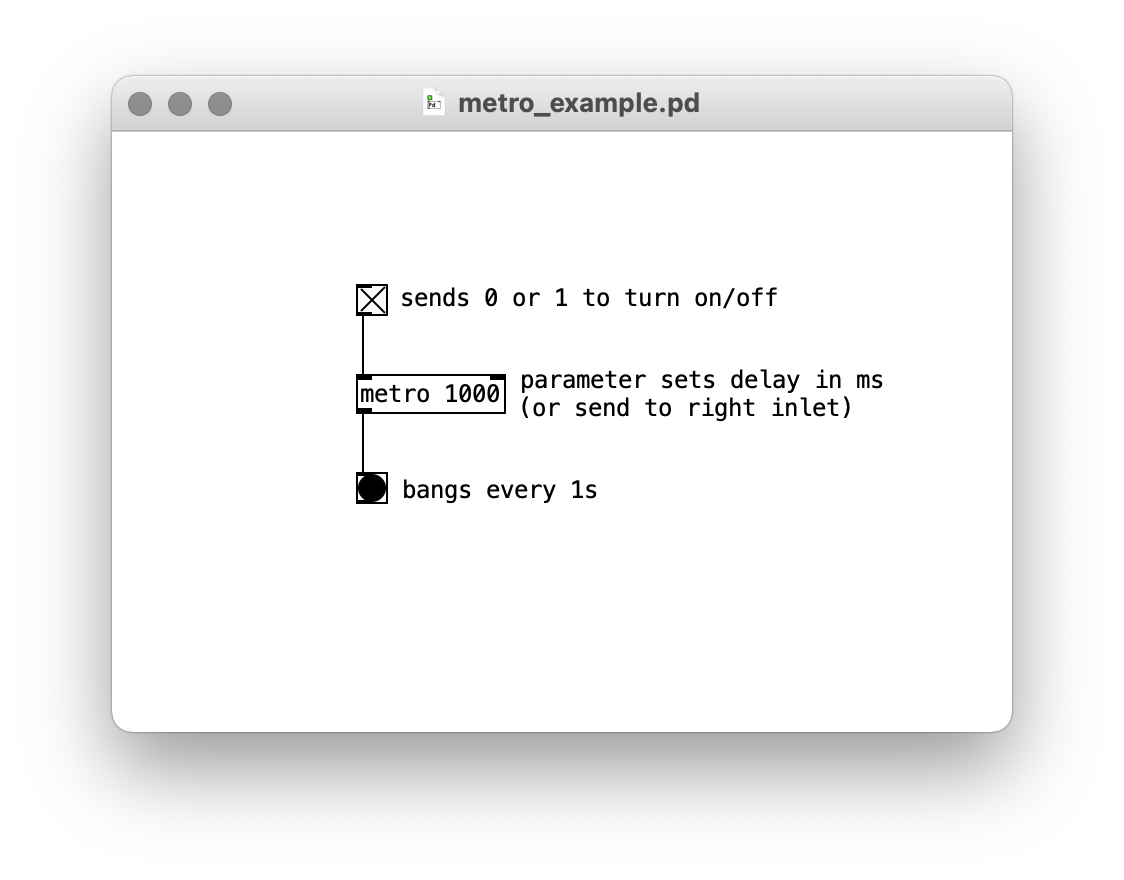 metro_example.pd
sends 0 or 1 to turn on/off
metro 1000
parameter sets delay in ms
(or send to right inlet)
bangs every 1s